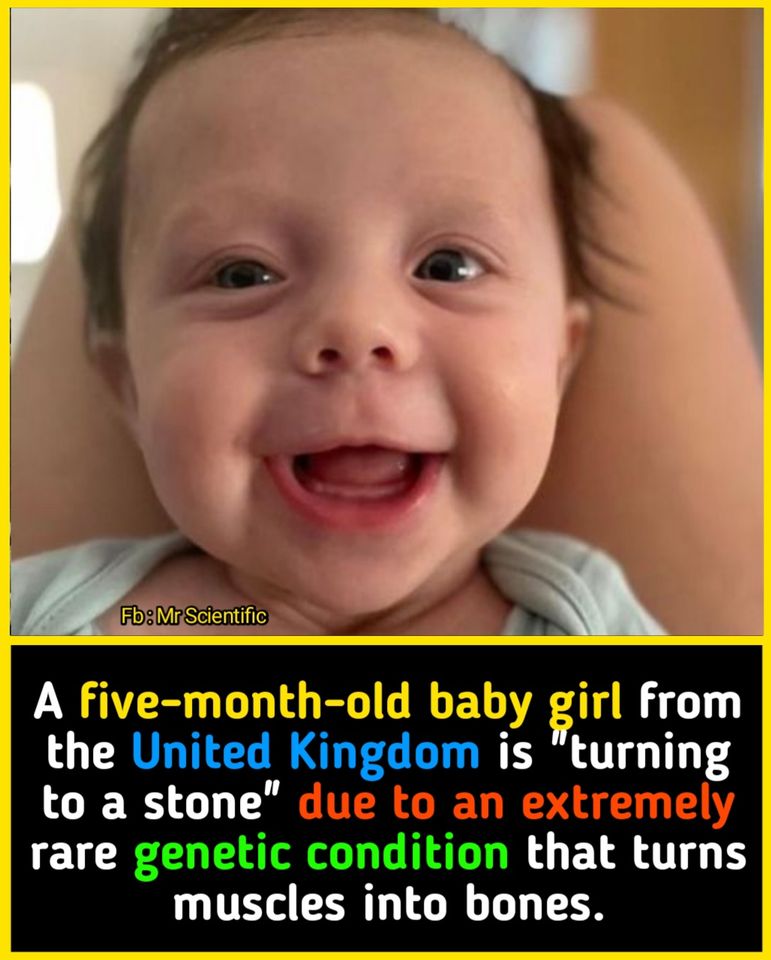 Fb : Mr Scientific
A five-month-old baby girl from
the United Kingdom is "turning
to a stone" due to an extremely
rare genetic condition that turns
muscles into bones.